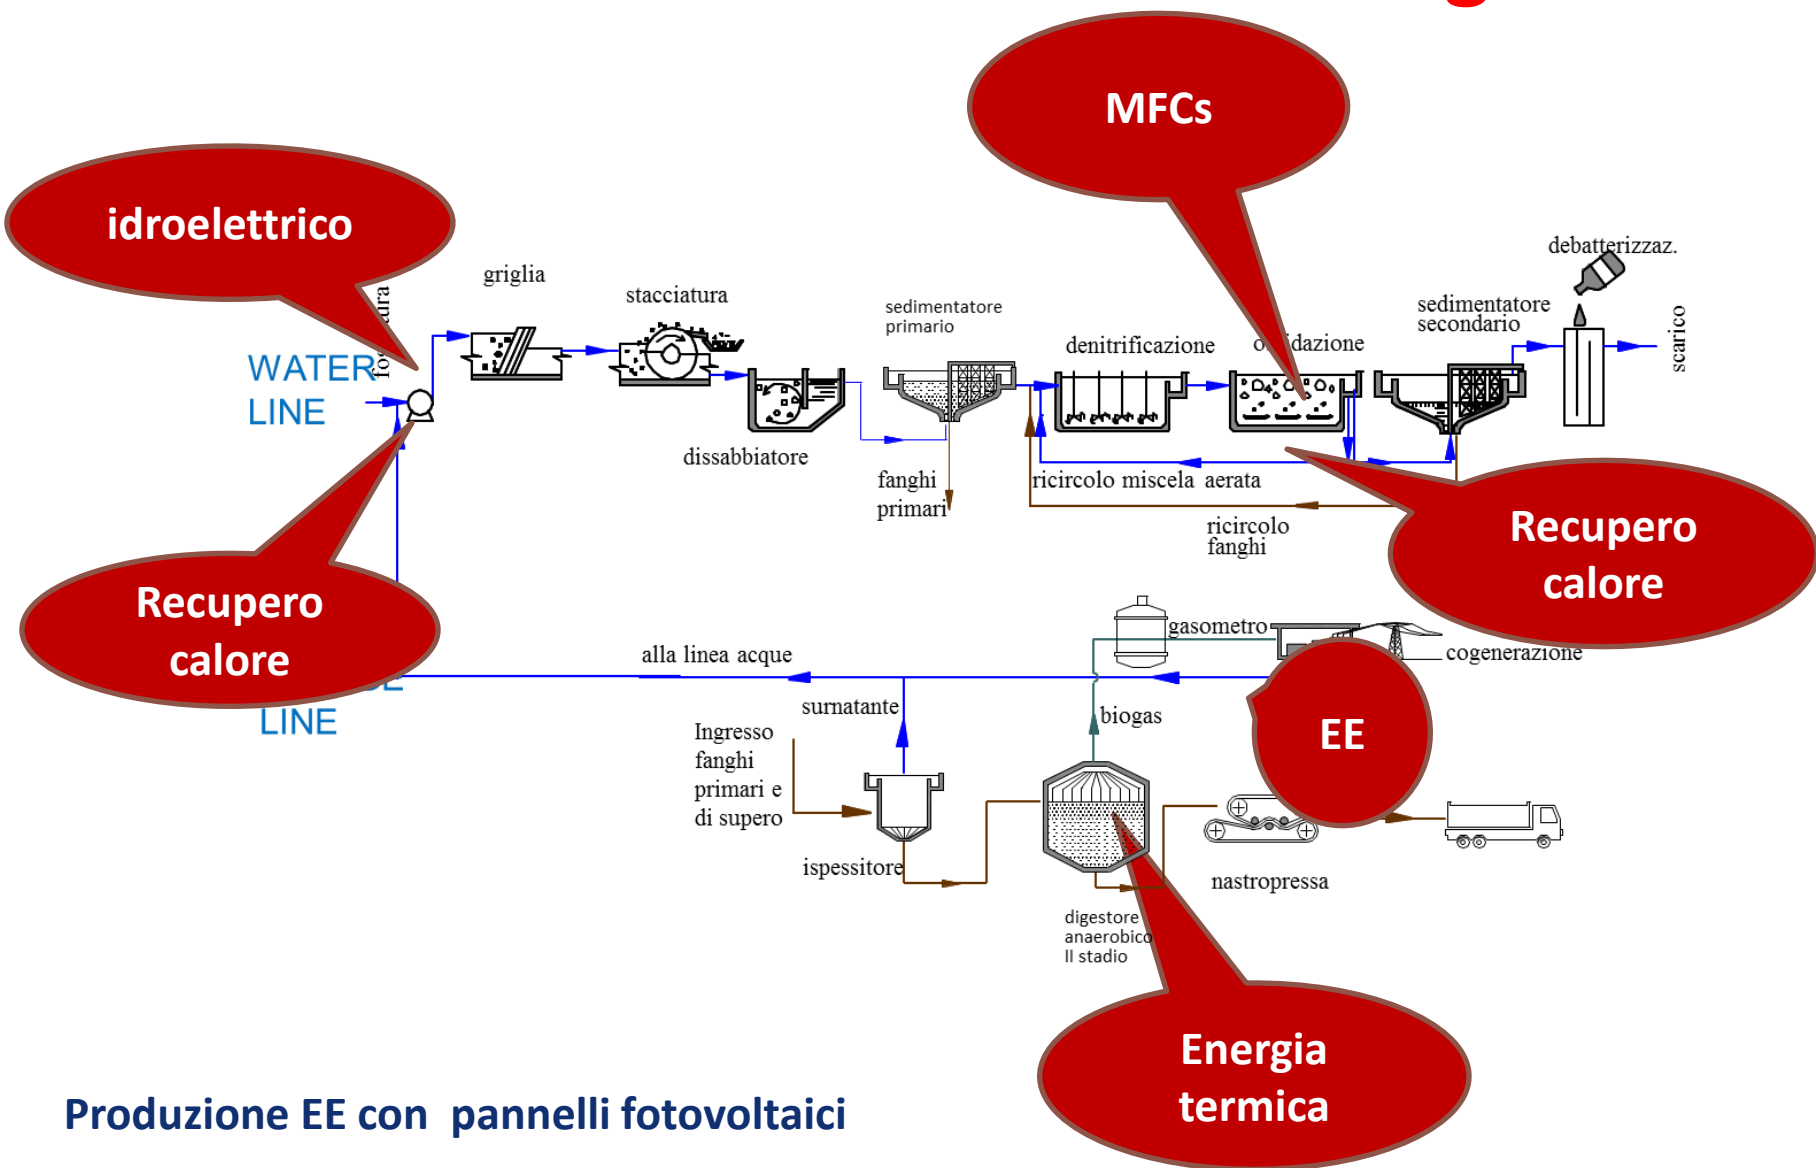 g
MFCs
idroelettrico
debatterizzaz.
griglia
stacciatura
sedimentatore
primario
sedimentatore
secondario
scarico
denitrificazione
WATER
LINE
dissabbiatore
fanghi
primari
ricircolo miscela aerata
ricircolo
fanghi
Recupero
calore
Recupero
calore
gasometro
cogenerazione
alla linea acque
LINE
surnatante
biogas
EE
Ingresso
fanghi
primari e
di supero
ispessitore
nastropressa
digestore
anaerobico
II stadio
Energia
termica
Produzione EE con pannelli fotovoltaici